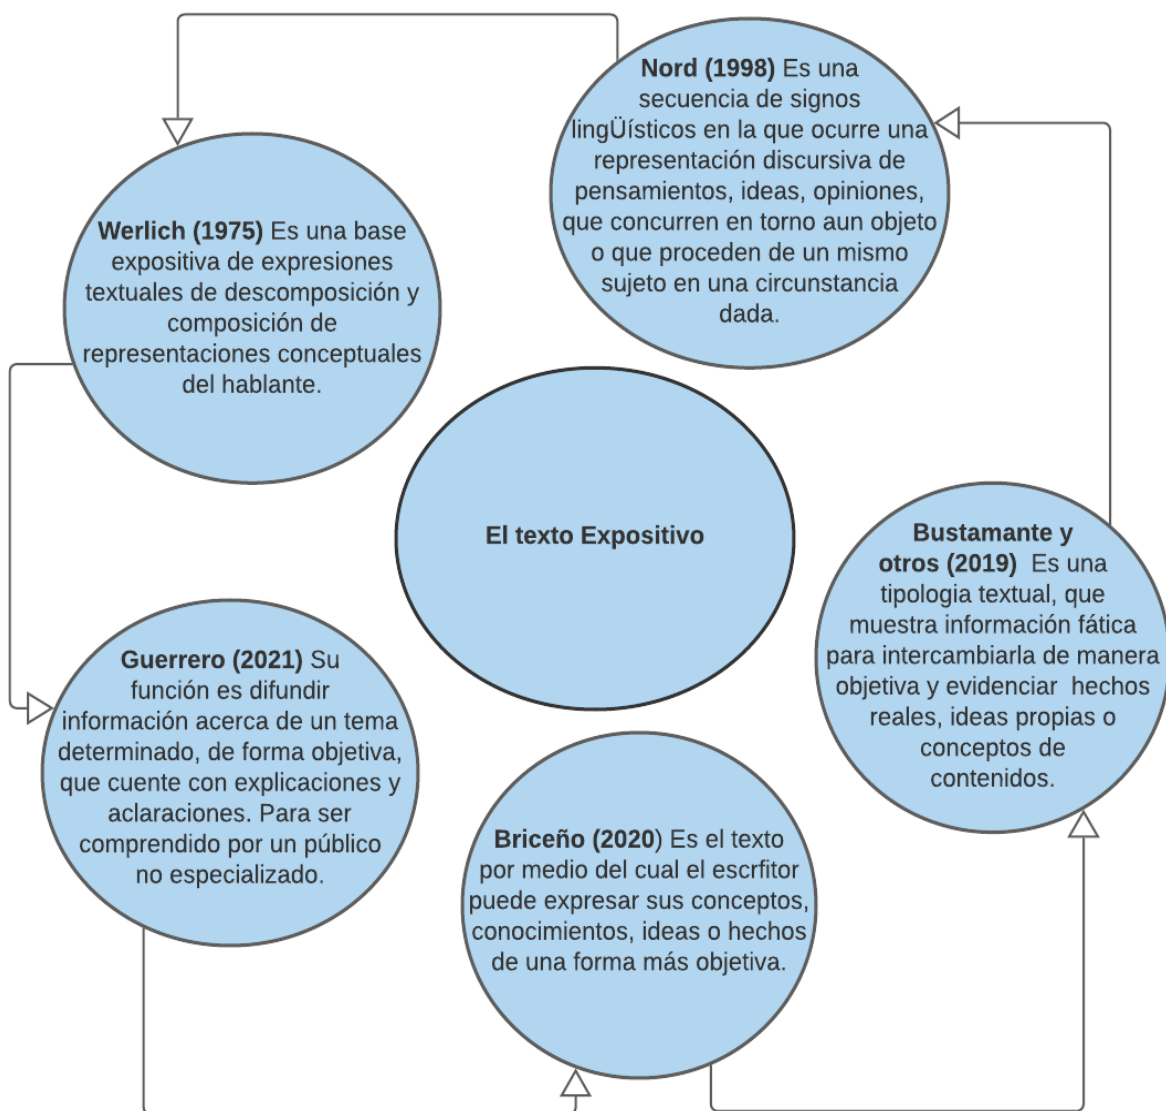 Nord (1998) Es una
secuencia de signos
lingÜísticos en la que ocurre una
representación discursiva de
pensamientos, ideas, opiniones,
que concurren en torno aun objeto
o que proceden de un mismo
sujeto en una circunstancia
dada.
Werlich (1975) Es una base
expositiva de expresiones
textuales de descomposición y
composición de
representaciones conceptuales
del hablante.
El texto Expositivo
Bustamante y
otros (2019) Es una
tipologia textual, que
muestra información fática
para intercambiarla de manera
objetiva y evidenciar hechos
reales, ideas propias o
conceptos de
contenidos.
Guerrero (2021) Su
función es difundir
información acerca de un tema
determinado, de forma objetiva,
que cuente con explicaciones y
aclaraciones. Para ser
comprendido por un público
no especializado.
Briceño (2020) Es el texto
por medio del cual el escrfitor
puede expresar sus conceptos,
conocimientos, ideas o hechos
de una forma más objetiva.